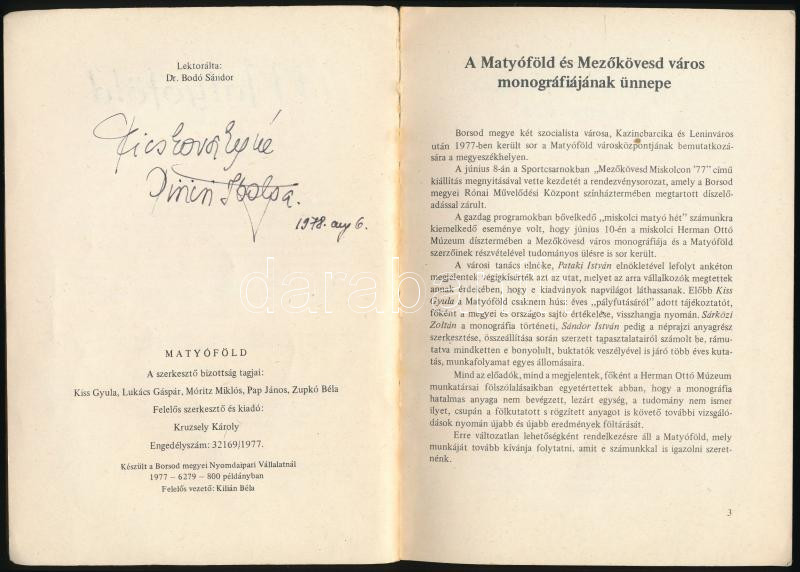 Lektorálta:
Dr. Bodó Sándor
1978. aug 6.
MATYÓFÖLD
A szerkesztő bizottság tagjai:
Kiss Gyula, Lukács Gáspár, Móritz Miklós, Pap János, Zupkó Béla
Felelős szerkesztő és kiadó:
Kruzsely Károly
Engedélyszám: 32169/1977.
Készült a Borsod megyei Nyomdaipari Vállalatnál
1977 – 6279 – 800 példányban
Felelős vezető: Kilián Béla
A Matyóföld és Mezőkövesd város
monográfiájának ünnepe
Borsod megye két szocialista városa, Kazincbarcika és Leninváros
után 1977-ben került sor a Matyóföld városközpontjának bemutatkozá-
sára a megyeszékhelyen.
A június 8-án a Sportcsarnokban „Mezőkövesd Miskolcon '77” című
kiállítás megnyitásával vette kezdetét a rendezvénysorozat, amely a Borsod
megyei Rónai Művelődési Központ színháztermében megtartott díszelő-
adással zárult.
A gazdag programokban bővelkedő „miskolci matyó hét” számunkra
kiemelkedő eseménye volt, hogy június 10-én a miskolci Herman Ottó
Múzeum dísztermében a Mezőkövesd város monográfiája és a Matyóföld
szerzőinek részvételével tudományos ülésre is sor került.
A városi tanács elnöke, Pataki István elnökletével lefolyt ankéton
megjelentek végigkísérték azt az utat, melyet az arra vállalkozók megtettek
annak érdekében, hogy e kiadványok napvilágot láthassanak. Előbb Kiss
Gyula a Matyóföld csaknem húsz éves „pályfutásáról” adott tájékoztatót,
főként a megyei és országos sajtó értékelése, visszhangja nyomán. Sárközi
Zoltán a monográfia történeti, Sándor István pedig a néprajzi anyagrész
szerkesztése, összeállítása során szerzett tapasztalatairól számolt be, rá-
mutatva mindketten e bonyolult, buktatók veszélyével is járó több éves kuta-
tás, munkafolyamat egyes állomásaira.
Mind az előadók, mind a megjelentek, főként a Herman Ottó Múzeum
munkatársai fölszólalásaikban egyetértettek abban, hogy a monográfia
hatalmas anyaga nem bevégzett, lezárt egység, a tudomány nem ismer
ilyet, csupán a fölkutatott s rögzített anyagot is követő további vizsgáló-
dások nyomán újabb és újabb eredmények föltárását.
Erre változatlan lehetőségként rendelkezésre áll a Matyóföld, mely
munkáját tovább kívánja folytatni, amit e számunkkal is igazolni szeret-
nénk.
3